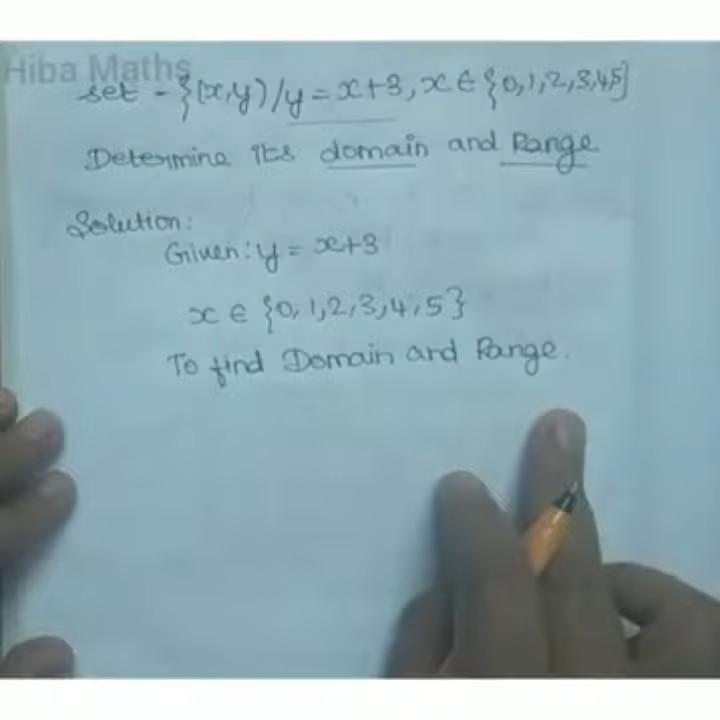 Hiba Maths
set - {(x,y)/y = x+3, x ∈ {0,1,2,3,4,5}
Determine its domain and Range
Solution:
Given: y = x+3
x ∈ {0,1,2,3,4,5}
To find Domain and Range.